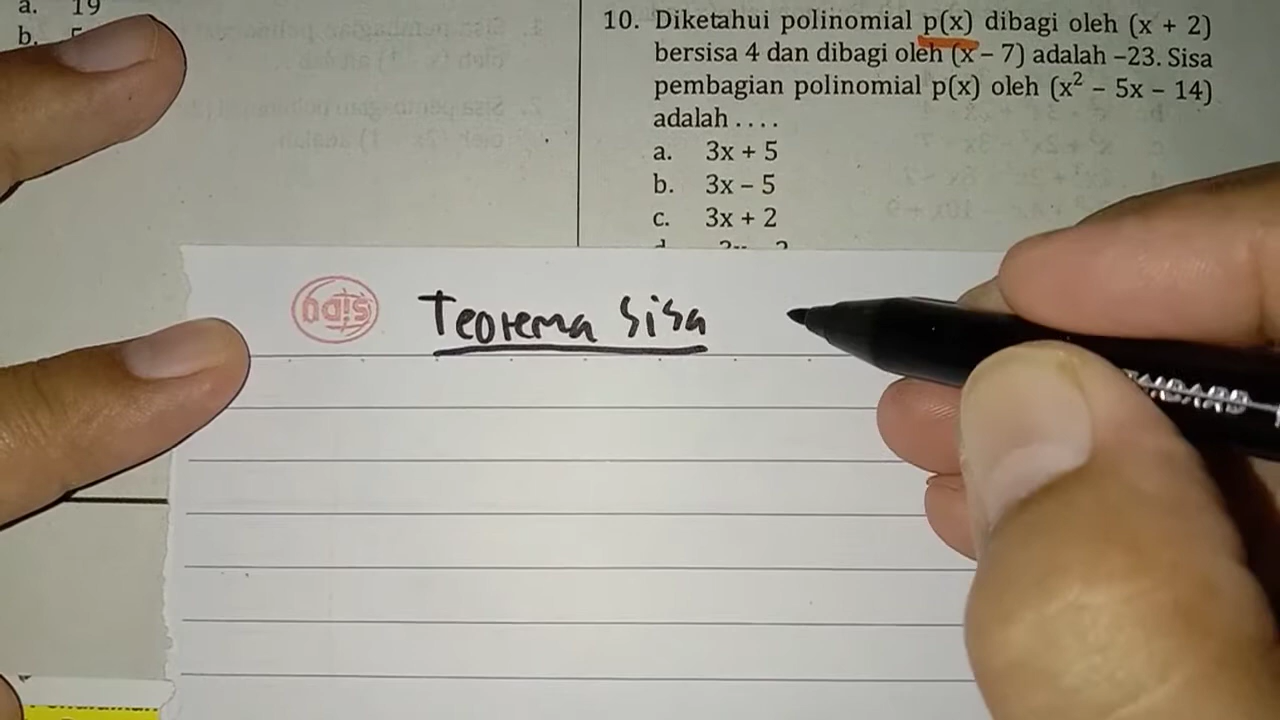 a. 19
b.
10. Diketahui polinomial p(x) dibagi oleh (x + 2)
bersisa 4 dan dibagi oleh (x – 7) adalah –23. Sisa
pembagian polinomial p(x) oleh (x² – 5x – 14)
adalah . . . .
a. 3x + 5
b. 3x – 5
c. 3x + 2
SiDU
Teorema Sisa